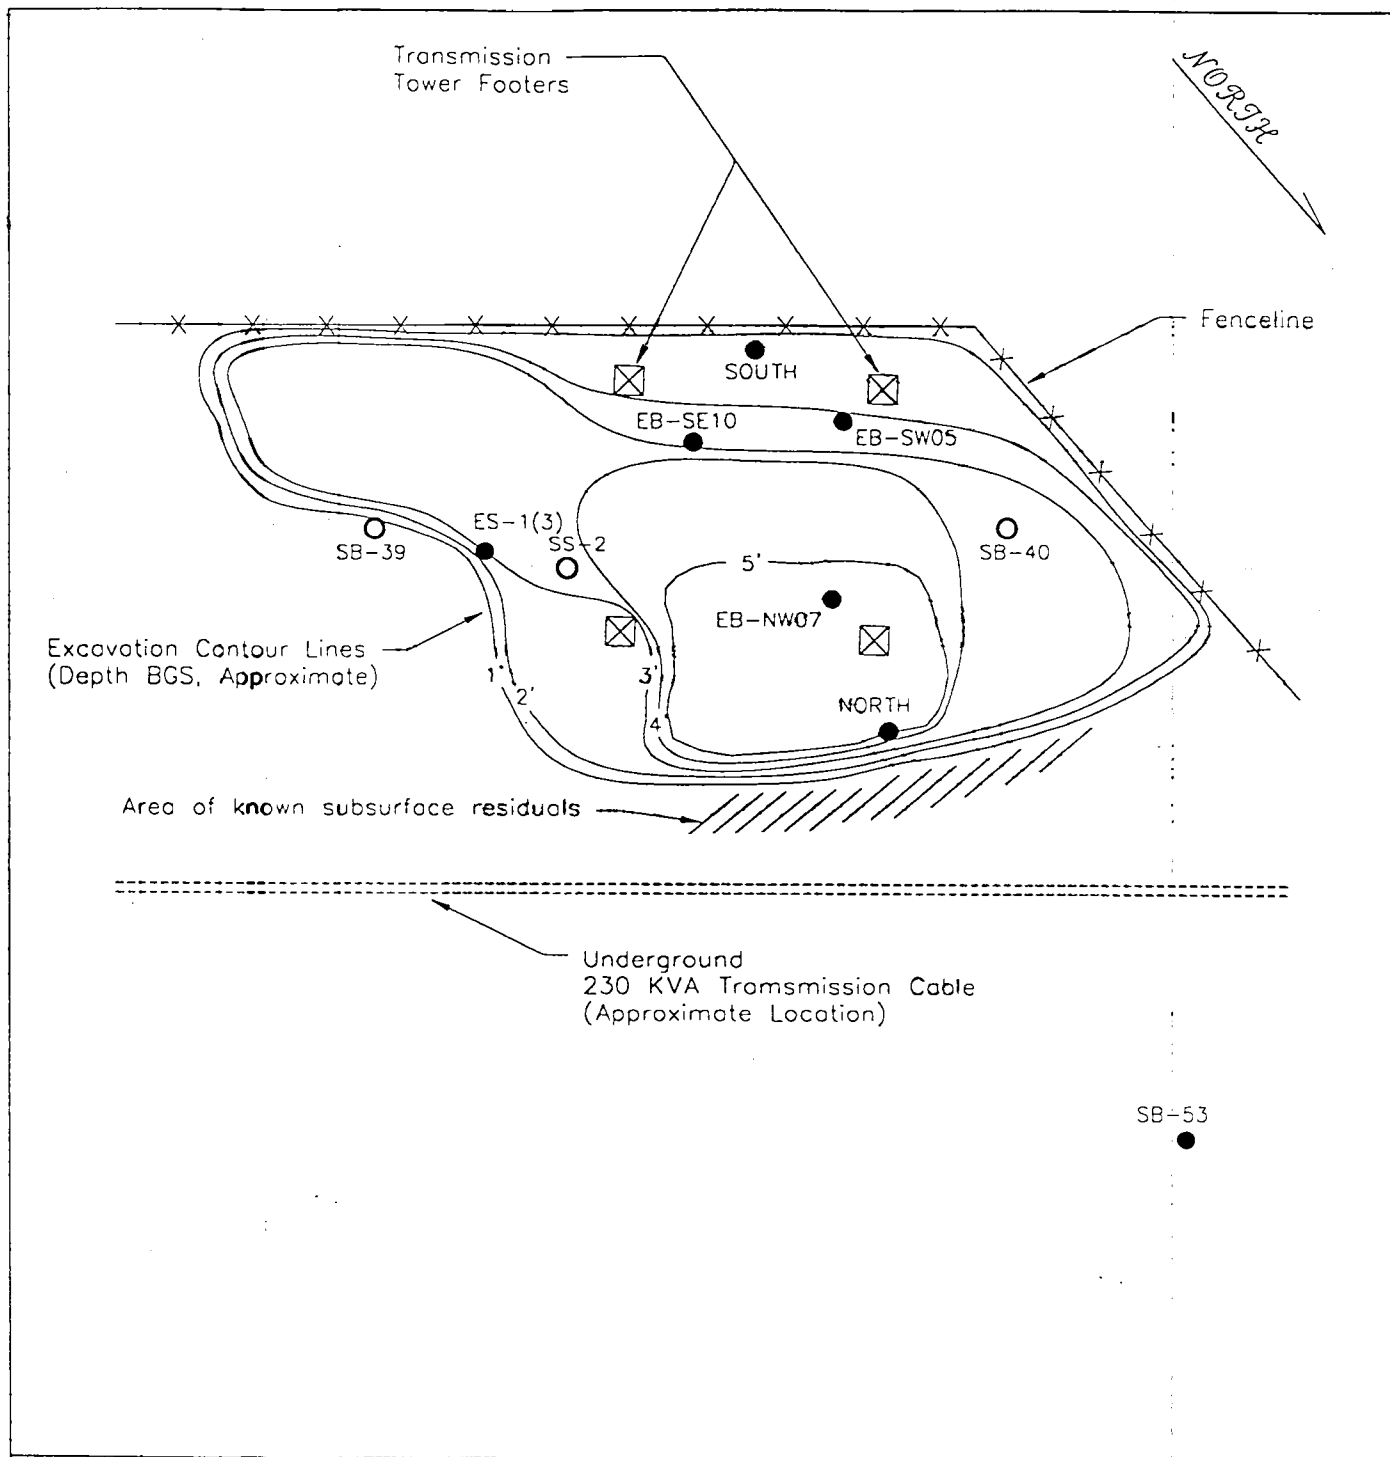 Transmission
Tower Footers
NORTH
Fenceline
SOUTH
EB-SE10
EB-SW05
ES-1(3)
SS-2
SB-39
SB-40
5'
EB-NW07
Excavation Contour Lines
(Depth BGS, Approximate)
1'
2'
3'
4'
NORTH
Area of known subsurface residuals
Underground
230 KVA Tramsmission Cable
(Approximate Location)
SB-53